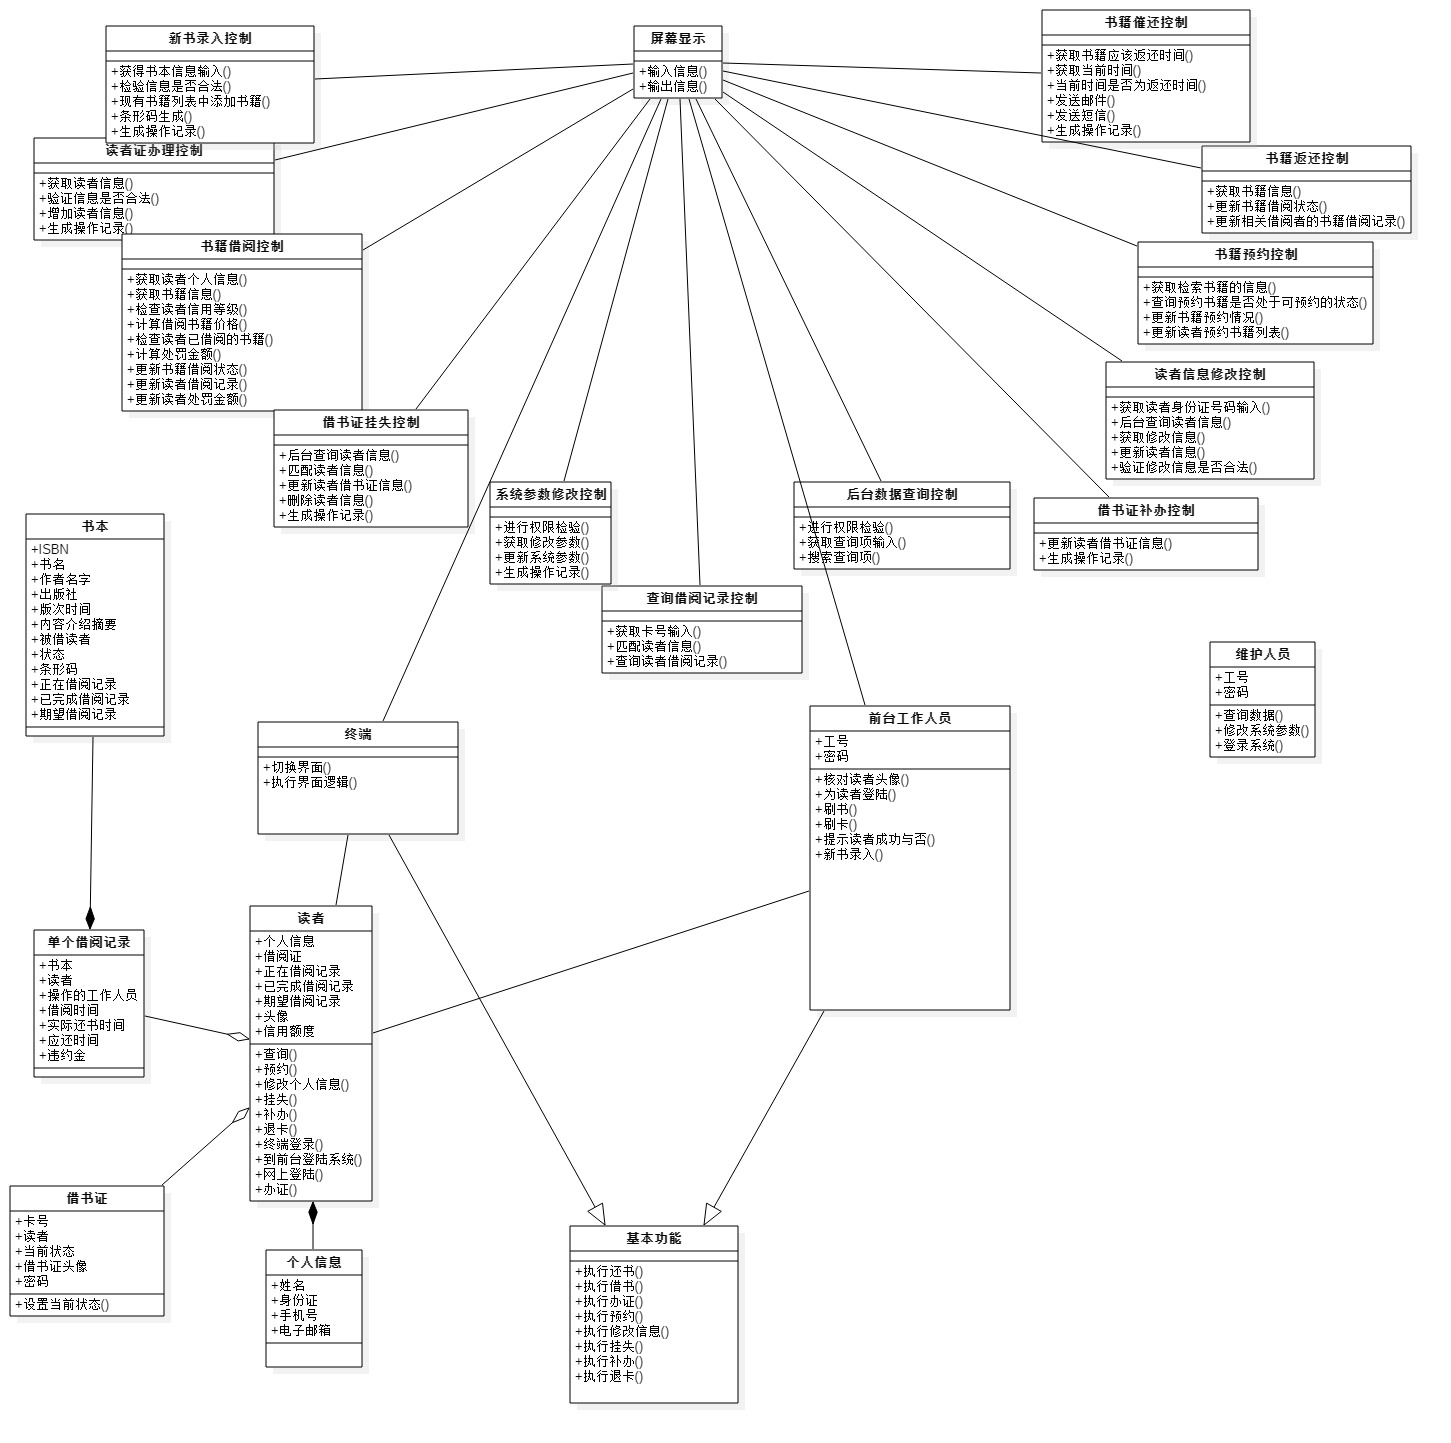 新书录入控制
+获得书本信息输入()
+检验信息是否合法()
+现有书籍列表中添加书籍()
+条形码生成()
+生成操作记录()
屏幕显示
+输入信息()
+输出信息()
书籍催还控制
+获取书籍应该返还时间()
+获取当前时间()
+当前时间是否为返还时间()
+发送邮件()
+发送短信()
+生成操作记录()
读者证办理控制
+获取读者信息()
+验证信息是否合法()
+增加读者信息()
+生成操作记录()
书籍返还控制
+获取书籍信息()
+更新书籍借阅状态()
+更新相关借阅者的书籍借阅记录()
书籍借阅控制
+获取读者个人信息()
+获取书籍信息()
+检查读者信用等级()
+计算借阅书籍价格()
+检查读者已借阅的书籍()
+计算处罚金额()
+更新书籍借阅状态()
+更新读者借阅记录()
+更新读者处罚金额()
书籍预约控制
+获取检索书籍的信息()
+查询预约书籍是否处于可预约的状态()
+更新书籍预约情况()
+更新读者预约书籍列表()
读者信息修改控制
+获取读者身份证号码输入()
+后台查询读者信息()
+获取修改信息()
+更新读者信息()
+验证修改信息是否合法()
借书证挂失控制
+后台查询读者信息()
+匹配读者信息()
+更新读者借书证信息()
+删除读者信息()
+生成操作记录()
系统参数修改控制
+进行权限检验()
+获取修改参数()
+更新系统参数()
+生成操作记录()
后台数据查询控制
+进行权限检验()
+获取查询项输入()
+搜索查询项()
借书证补办控制
+更新读者借书证信息()
+生成操作记录()
书本
+ISBN
+书名
+作者名字
+出版社
+版次时间
+内容介绍摘要
+被借读者
+状态
+条形码
+正在借阅记录
+已完成借阅记录
+期望借阅记录
查询借阅记录控制
+获取卡号输入()
+匹配读者信息()
+查询读者借阅记录()
维护人员
+工号
+密码
+查询数据()
+修改系统参数()
+登录系统()
终端
+切换界面()
+执行界面逻辑()
前台工作人员
+工号
+密码
+核对读者头像()
+为读者登陆()
+刷书()
+刷卡()
+提示读者成功与否()
+新书录入()
单个借阅记录
+书本
+读者
+操作的工作人员
+借阅时间
+实际还书时间
+应还时间
+违约金
读者
+个人信息
+借阅证
+正在借阅记录
+已完成借阅记录
+期望借阅记录
+头像
+信用额度
+查询()
+预约()
+修改个人信息()
+挂失()
+补办()
+退卡()
+终端登录()
+到前台登陆系统()
+网上登陆()
+办证()
借书证
+卡号
+读者
+当前状态
+借书证头像
+密码
+设置当前状态()
个人信息
+姓名
+身份证
+手机号
+电子邮箱
基本功能
+执行还书()
+执行借书()
+执行办证()
+执行预约()
+执行修改信息()
+执行挂失()
+执行补办()
+执行退卡()